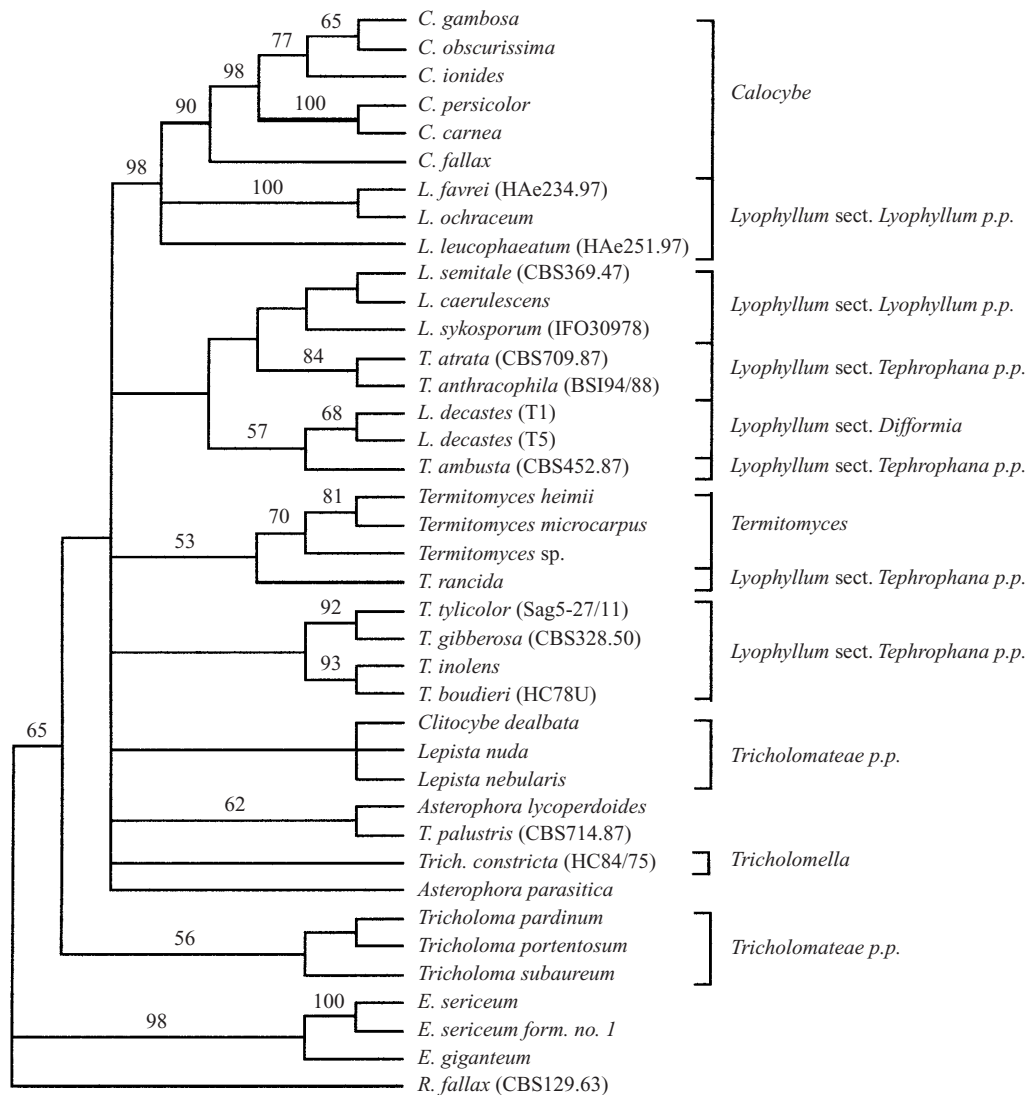 65 C. gambosa
77 C. obscurissima
98 C. ionides
Calocybe
90 100 C. persicolor
C. carnea
98 C. fallax
100 L. favrei (HAe234.97)
L. ochraceum
Lyophyllum sect. Lyophyllum p.p.
L. leucophaeatum (HAe251.97)
L. semitale (CBS369.47)
L. caerulescens
Lyophyllum sect. Lyophyllum p.p.
L. sykosporum (IFO30978)
84 T. atrata (CBS709.87)
Lyophyllum sect. Tephrophana p.p.
T. anthracophila (BSI94/88)
68 L. decastes (T1)
Lyophyllum sect. Difformia
57 L. decastes (T5)
T. ambusta (CBS452.87)
Lyophyllum sect. Tephrophana p.p.
81 Termitomyces heimii
70 Termitomyces microcarpus
Termitomyces
53 Termitomyces sp.
T. rancida
Lyophyllum sect. Tephrophana p.p.
92 T. tylicolor (Sag5-27/11)
T. gibberosa (CBS328.50)
Lyophyllum sect. Tephrophana p.p.
93 T. inolens
T. boudieri (HC78U)
65 Clitocybe dealbata
Lepista nuda
Tricholomateae p.p.
Lepista nebularis
62 Asterophora lycoperdoides
T. palustris (CBS714.87)
Trich. constricta (HC84/75)
Tricholomella
Asterophora parasitica
56 Tricholoma pardinum
Tricholoma portentosum
Tricholomateae p.p.
Tricholoma subaureum
100 E. sericeum
98 E. sericeum form. no. 1
E. giganteum
R. fallax (CBS129.63)